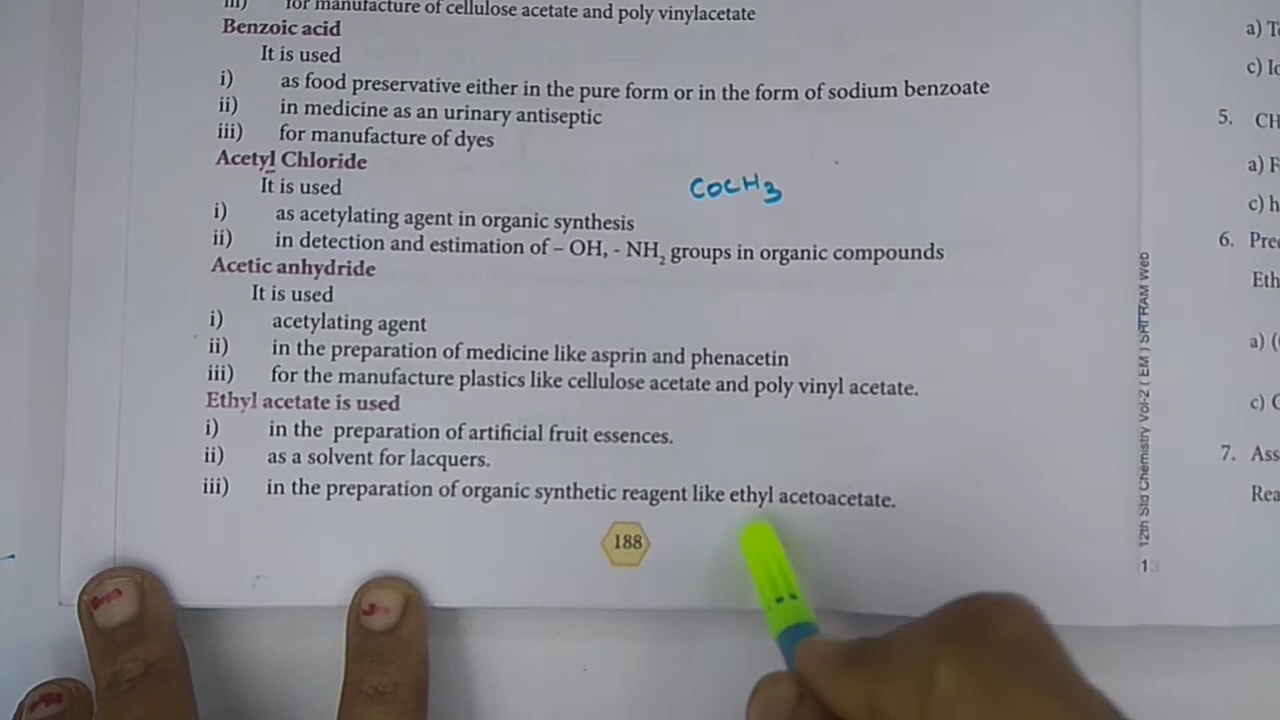 iii) for manufacture of cellulose acetate and poly vinylacetate
Benzoic acid
It is used
i) as food preservative either in the pure form or in the form of sodium benzoate
ii) in medicine as an urinary antiseptic
iii) for manufacture of dyes
Acetyl Chloride
It is used
COCH3
i) as acetylating agent in organic synthesis
ii) in detection and estimation of – OH, - NH2 groups in organic compounds
Acetic anhydride
It is used
i) acetylating agent
ii) in the preparation of medicine like asprin and phenacetin
iii) for the manufacture plastics like cellulose acetate and poly vinyl acetate.
Ethyl acetate is used
i) in the preparation of artificial fruit essences.
ii) as a solvent for lacquers.
iii) in the preparation of organic synthetic reagent like ethyl acetoacetate.
188
12th Std Chemistry Vol-2 ( EM ) SRI RAM Web
a)
c)
5. CH
a)
c) h
6.
Eth
a) (
c)
7. Ass
Rea